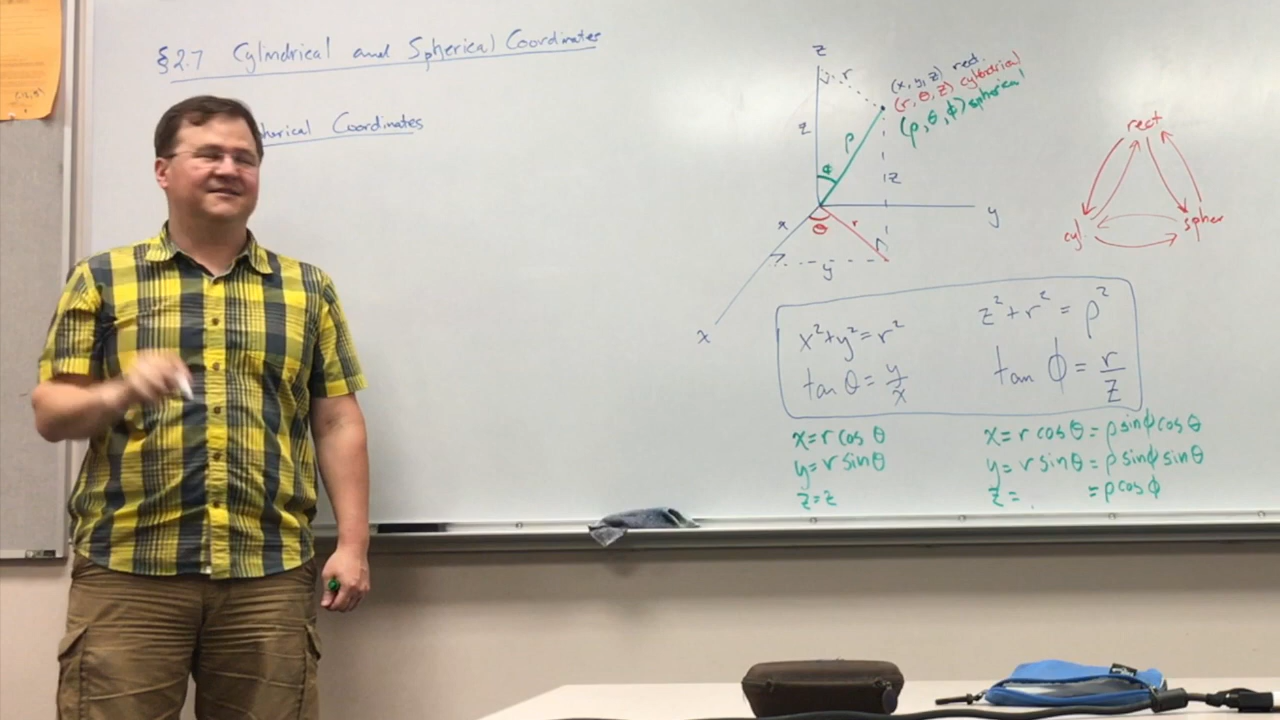 §2.7 Cylindrical and Spherical Coordinates
herical Coordinates
z
r
(x, y, z) rect.
(r, θ, z) cylindrical
(ρ, θ, ϕ) spherical
z
ρ
ϕ
z
x
θ
r
y
y
x
rect
cyl.
spher
x²+y²=r²
tan θ = y/x
z²+r² = ρ²
tan ϕ = r/z
x=r cos θ
y=r sin θ
z=z
x=r cos θ = ρ sin ϕ cos θ
y=r sin θ = ρ sin ϕ sin θ
z= = ρ cos ϕ